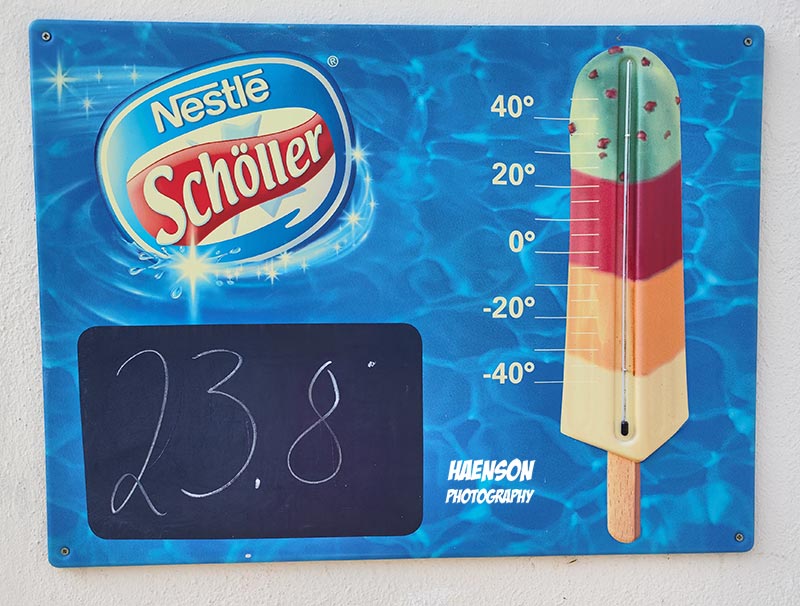 Nestlé ®
Schöller
40°
20°
0°
-20°
-40°
23,8°
HAENSON
PHOTOGRAPHY